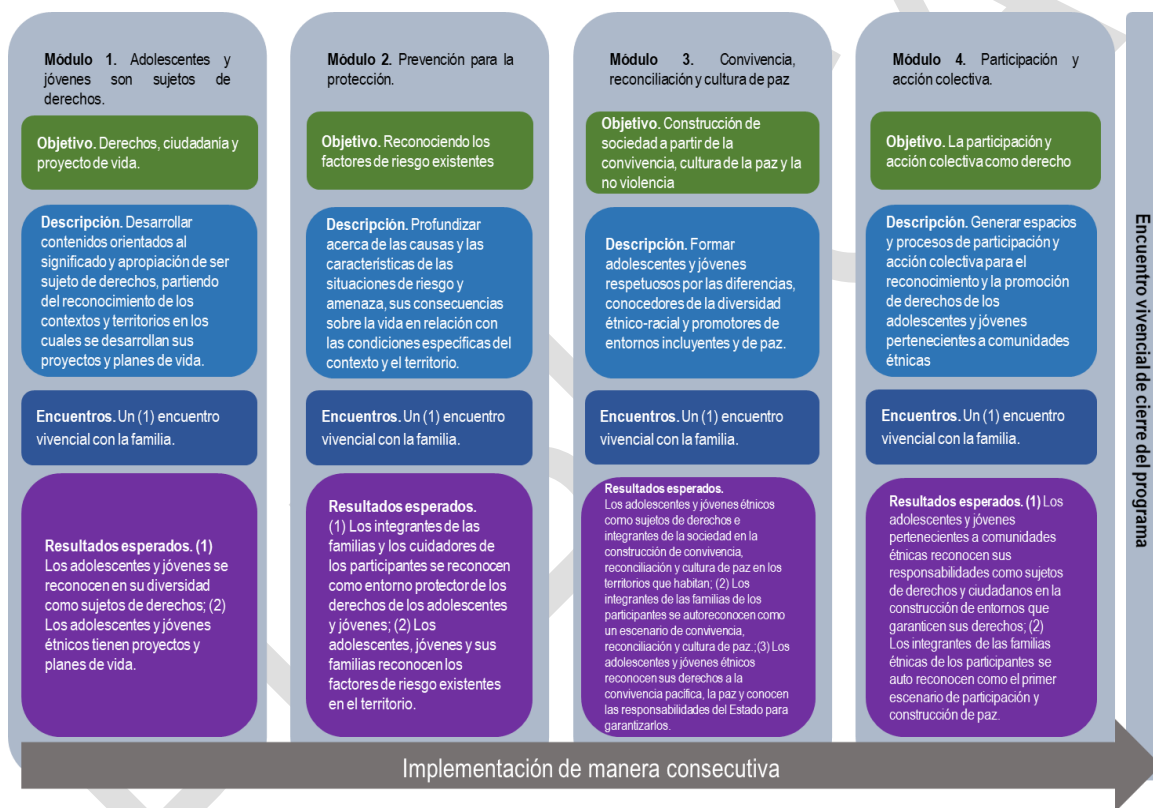 Módulo 1. Adolescentes y
jóvenes son sujetos de
derechos.
Objetivo. Derechos, ciudadanía y
proyecto de vida.
Descripción. Desarrollar
contenidos orientados al
significado y apropiación de ser
sujeto de derechos, partiendo
del reconocimiento de los
contextos y territorios en los
cuales se desarrollan sus
proyectos y planes de vida.
Encuentros. Un (1) encuentro
vivencial con la familia.
Resultados esperados. (1)
Los adolescentes y jóvenes se
reconocen en su diversidad
como sujetos de derechos; (2)
Los adolescentes y jóvenes
étnicos tienen proyectos y
planes de vida.
Módulo 2. Prevención para la
protección.
Objetivo. Reconociendo los
factores de riesgo existentes
Descripción. Profundizar
acerca de las causas y las
características de las
situaciones de riesgo y
amenaza, sus consecuencias
sobre la vida en relación con
las condiciones específicas del
contexto y el territorio.
Encuentros. Un (1) encuentro
vivencial con la familia.
Resultados esperados.
(1) Los integrantes de las
familias y los cuidadores de
los participantes se reconocen
como entorno protector de los
derechos de los adolescentes
y jóvenes; (2) Los
adolescentes, jóvenes y sus
familias reconocen los
factores de riesgo existentes
en el territorio.
Módulo 3. Convivencia,
reconciliación y cultura de paz
Objetivo. Construcción de
sociedad a partir de la
convivencia, cultura de la paz y la
no violencia
Descripción. Formar
adolescentes y jóvenes
respetuosos por las diferencias,
conocedores de la diversidad
étnico-racial y promotores de
entornos incluyentes y de paz.
Encuentros. Un (1) encuentro
vivencial con la familia.
Resultados esperados.
Los adolescentes y jóvenes étnicos
como sujetos de derechos e
integrantes de la sociedad en la
construcción de convivencia,
reconciliación y cultura de paz en los
territorios que habitan; (2) Los
integrantes de las familias de los
participantes se autoreconocen como
un escenario de convivencia,
reconciliación y cultura de paz.;(3) Los
adolescentes y jóvenes étnicos
reconocen sus derechos a la
convivencia pacífica, la paz y conocen
las responsabilidades del Estado para
garantizarlos.
Módulo 4. Participación y
acción colectiva.
Objetivo. La participación y
acción colectiva como derecho
Descripción. Generar espacios
y procesos de participación y
acción colectiva para el
reconocimiento y la promoción
de derechos de los
adolescentes y jóvenes
pertenecientes a comunidades
étnicas
Encuentros. Un (1) encuentro
vivencial con la familia.
Resultados esperados. (1) Los
adolescentes y jóvenes
pertenecientes a comunidades
étnicas reconocen sus
responsabilidades como sujetos
de derechos y ciudadanos en la
construcción de entornos que
garanticen sus derechos; (2)
Los integrantes de las familias
étnicas de los participantes se
auto reconocen como el primer
escenario de participación y
construcción de paz.
Encuentro vivencial de cierre del programa
Implementación de manera consecutiva